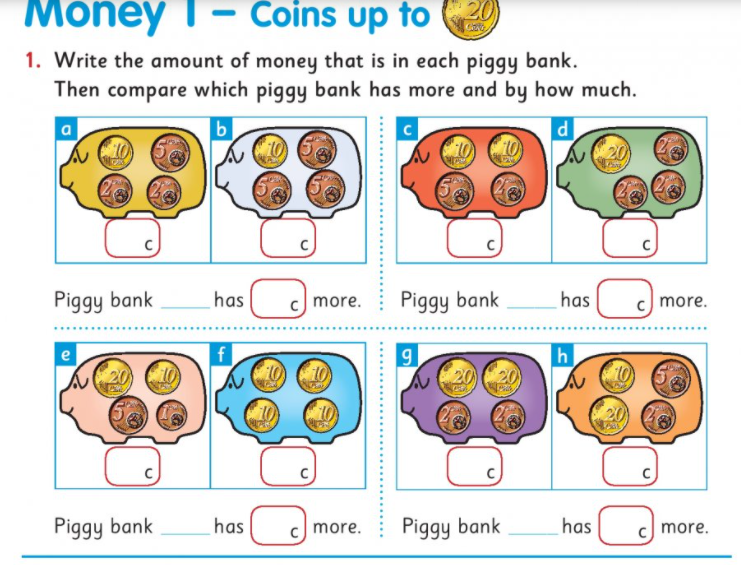 Money 1 – Coins up to 20
1. Write the amount of money that is in each piggy bank.
Then compare which piggy bank has more and by how much.
a b c d
10 5 10 5 10 10 20 2
2 2 5 5 5 2 2 2
c c c c
Piggy bank ______ has c more. Piggy bank ______ has c more.
e f g h
20 10 10 10 20 20 10 5
5 1 10 10 2 2 20 2
c c c c
Piggy bank ______ has c more. Piggy bank ______ has c more.